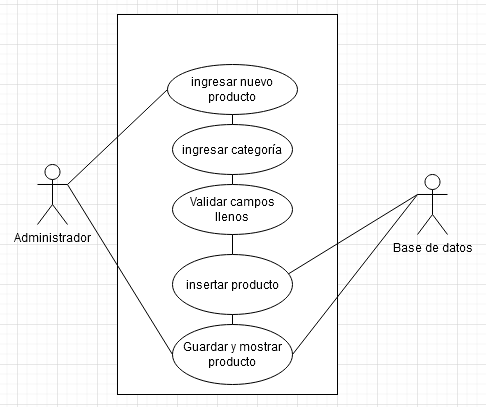 ingresar nuevo
producto
ingresar categoría
Validar campos
llenos
Administrador
Base de datos
insertar producto
Guardar y mostrar
producto